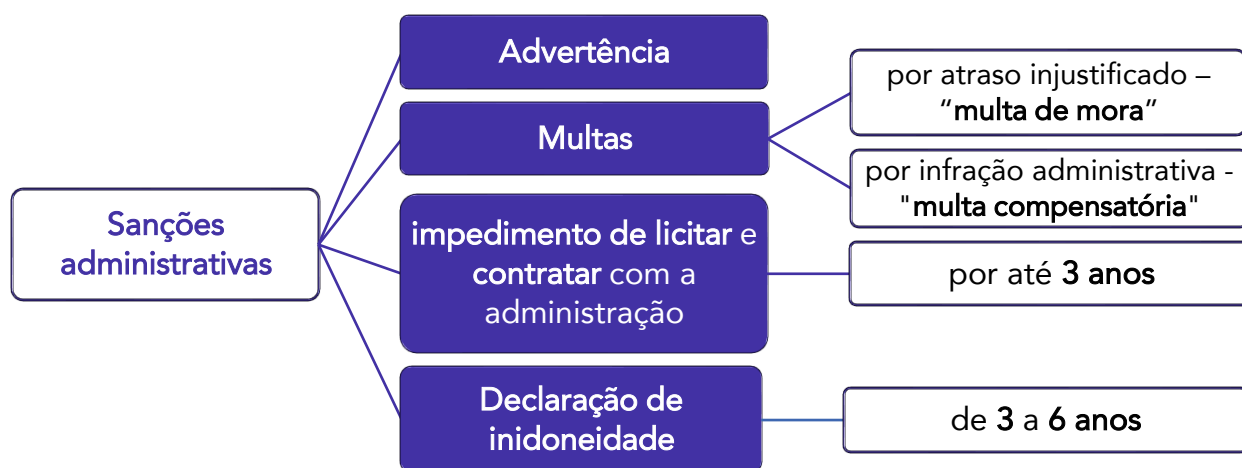 Sanções
administrativas
Advertência
Multas
por atraso injustificado –
“multa de mora”
por infração administrativa -
"multa compensatória"
impedimento de licitar e
contratar com a
administração
por até 3 anos
Declaração de
inidoneidade
de 3 a 6 anos